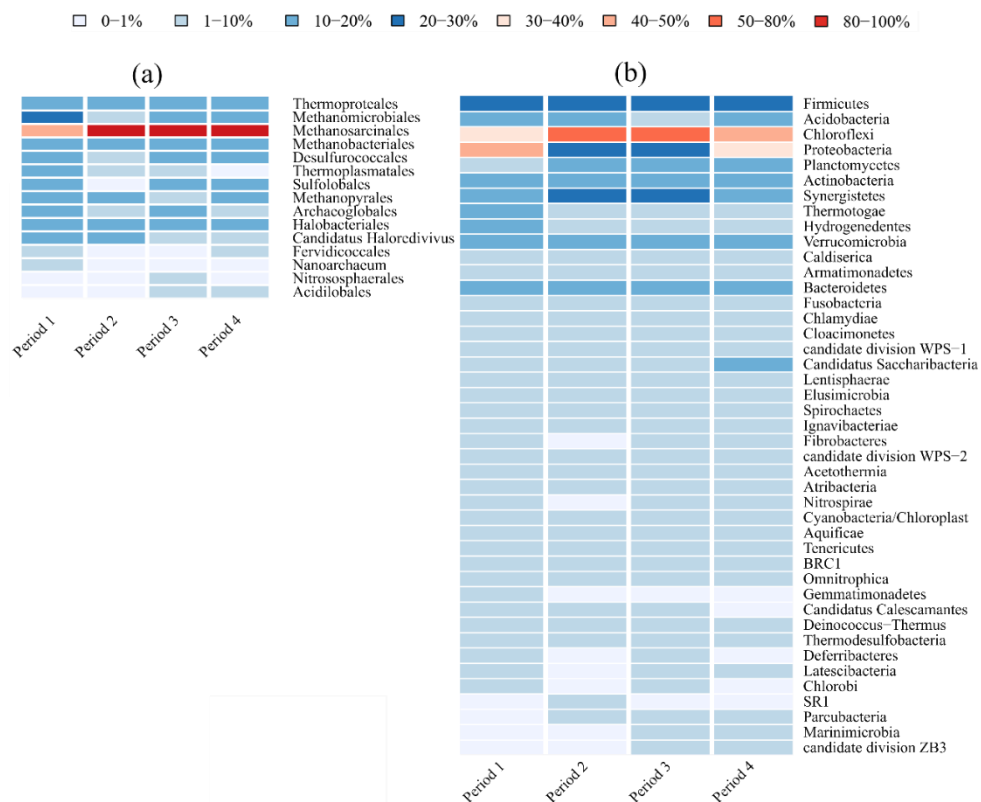 0−1% 1−10% 10−20% 20−30% 30−40% 40−50% 50−80% 80−100%
(a)
Thermoproteales
Methanomicrobiales
Methanosarcinales
Methanobacteriales
Desulfurococcales
Thermoplasmatales
Sulfolobales
Methanopyrales
Archaeoglobales
Halobacteriales
Candidatus Haloredivivus
Fervidicoccales
Nanoarchaeum
Nitrososphaerales
Acidilobales
Period 1
Period 2
Period 3
Period 4
(b)
Firmicutes
Acidobacteria
Chloroflexi
Proteobacteria
Planctomycetes
Actinobacteria
Synergistetes
Thermotogae
Hydrogenedentes
Verrucomicrobia
Caldiserica
Armatimonadetes
Bacteroidetes
Fusobacteria
Chlamydiae
Cloacimonetes
candidate division WPS−1
Candidatus Saccharibacteria
Lentisphaerae
Elusimicrobia
Spirochaetes
Ignavibacteriae
Fibrobacteres
candidate division WPS−2
Acetothermia
Atribacteria
Nitrospirae
Cyanobacteria/Chloroplast
Aquificae
Tenericutes
BRC1
Omnitrophica
Gemmatimonadetes
Candidatus Calescamantes
Deinococcus−Thermus
Thermodesulfobacteria
Deferribacteres
Latescibacteria
Chlorobi
SR1
Parcubacteria
Marinimicrobia
candidate division ZB3
Period 1
Period 2
Period 3
Period 4